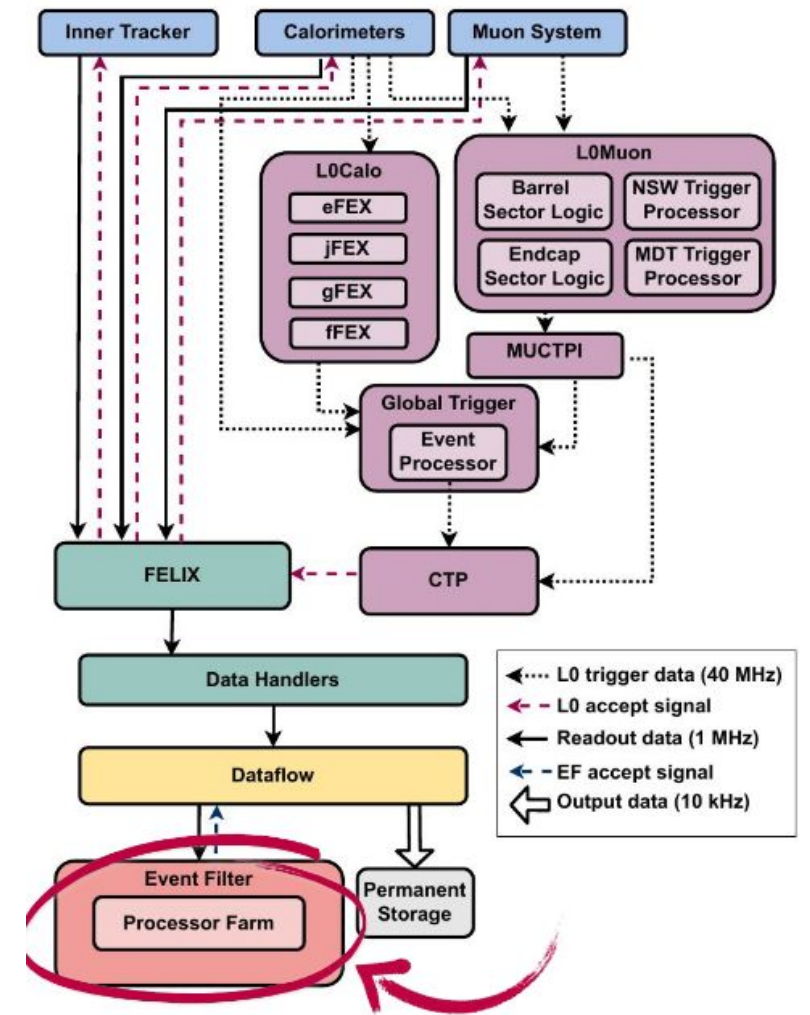 Inner Tracker
Calorimeters
Muon System
L0Calo
eFEX
jFEX
gFEX
fFEX
L0Muon
Barrel
Sector Logic
NSW Trigger
Processor
Endcap
Sector Logic
MDT Trigger
Processor
MUCTPI
Global Trigger
Event
Processor
FELIX
CTP
Data Handlers
Dataflow
Event Filter
Processor Farm
Permanent
Storage
L0 trigger data (40 MHz)
L0 accept signal
Readout data (1 MHz)
EF accept signal
Output data (10 kHz)